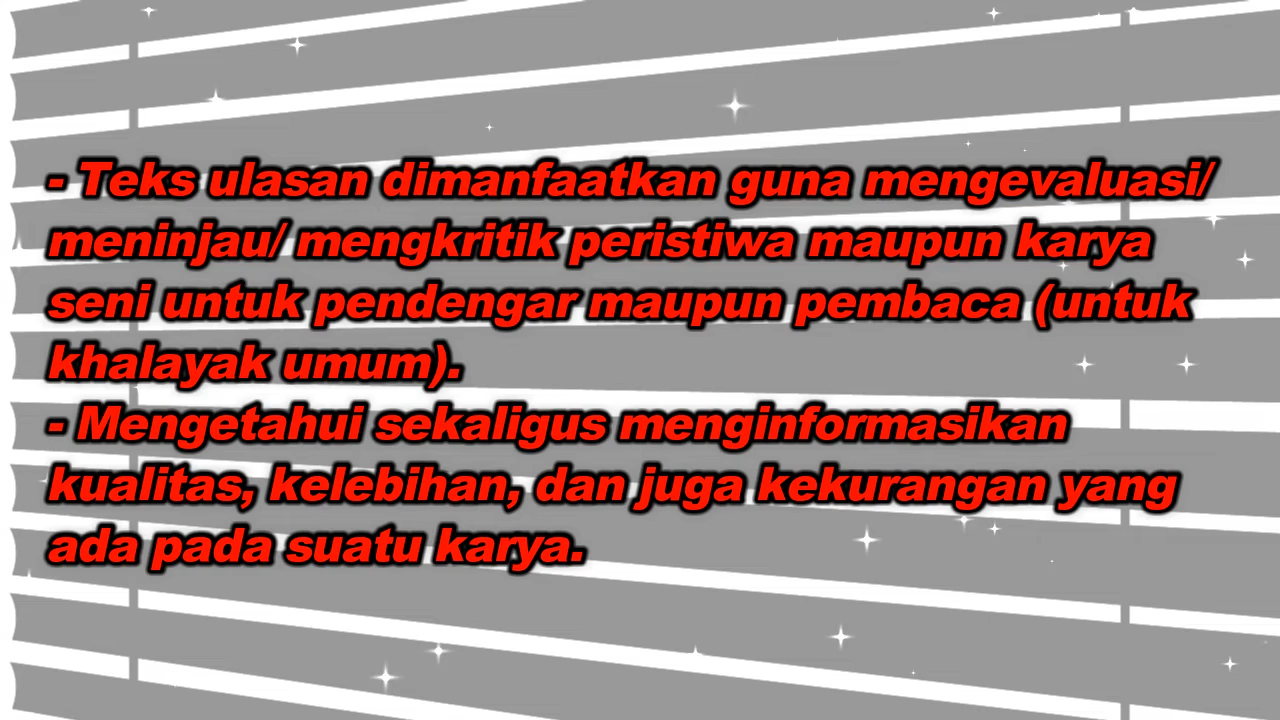 - Teks ulasan dimanfaatkan guna mengevaluasi/
meninjau/ mengkritik peristiwa maupun karya
seni untuk pendengar maupun pembaca (untuk
khalayak umum).
- Mengetahui sekaligus menginformasikan
kualitas, kelebihan, dan juga kekurangan yang
ada pada suatu karya.